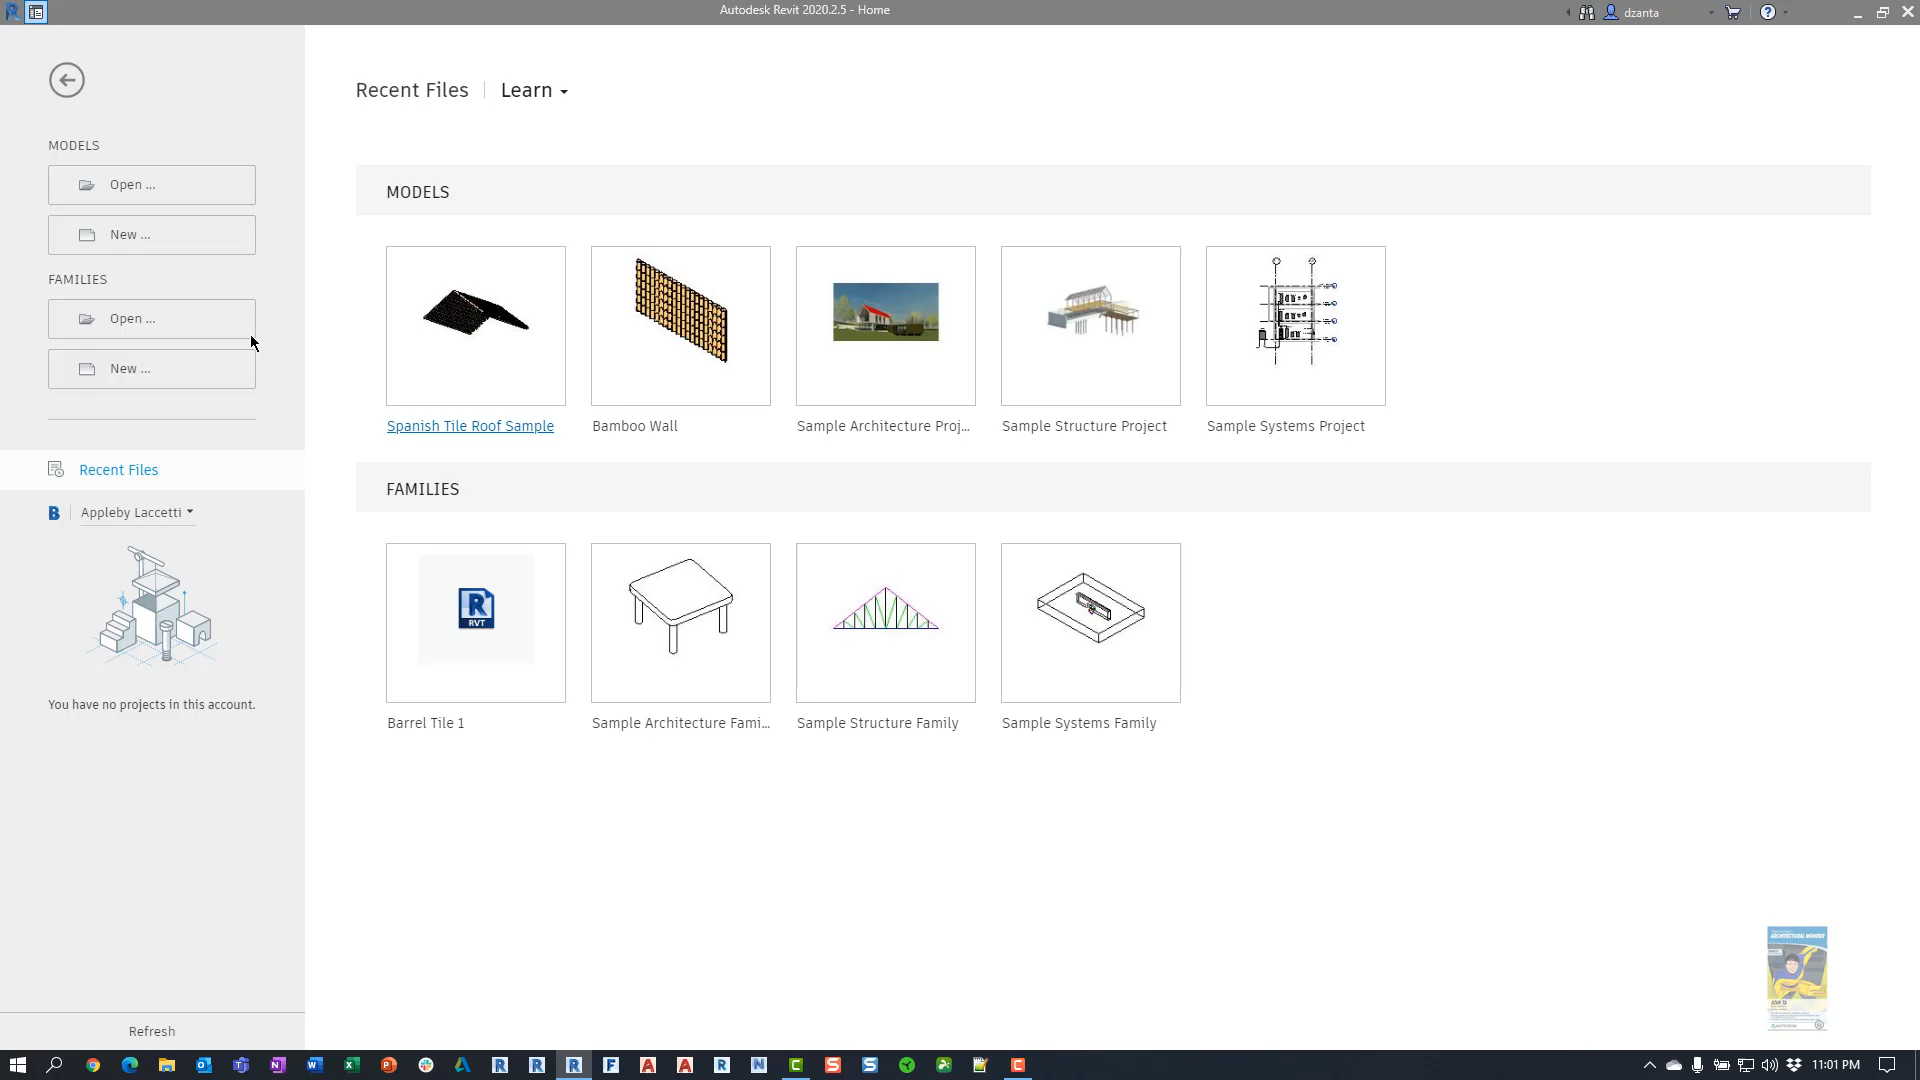 Autodesk Revit 2020.2.5 - Home
dzanta
Recent Files
Learn
MODELS
Open ...
New ...
FAMILIES
Open ...
New ...
Recent Files
B
Appleby Laccetti
You have no projects in this account.
Refresh
MODELS
Spanish Tile Roof Sample
Bamboo Wall
Sample Architecture Proj...
Sample Structure Project
Sample Systems Project
FAMILIES
R
RVT
Barrel Tile 1
Sample Architecture Fami...
Sample Structure Family
Sample Systems Family
ARCHITECTURAL WONDER
AUTODESK
11:01 PM